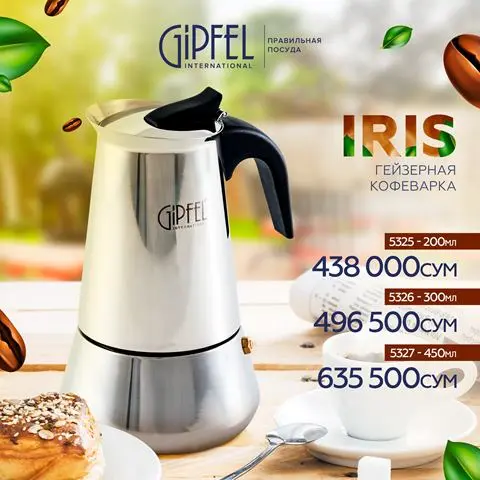 GIPFEL
INTERNATIONAL
ПРАВИЛЬНАЯ
ПОСУДА
IRIS
ГЕЙЗЕРНАЯ
КОФЕВАРКА
GIPFEL
INTERNATIONAL
5325 - 200мл
438 000СУМ
5326 - 300мл
496 500СУМ
5327 - 450мл
635 500СУМ